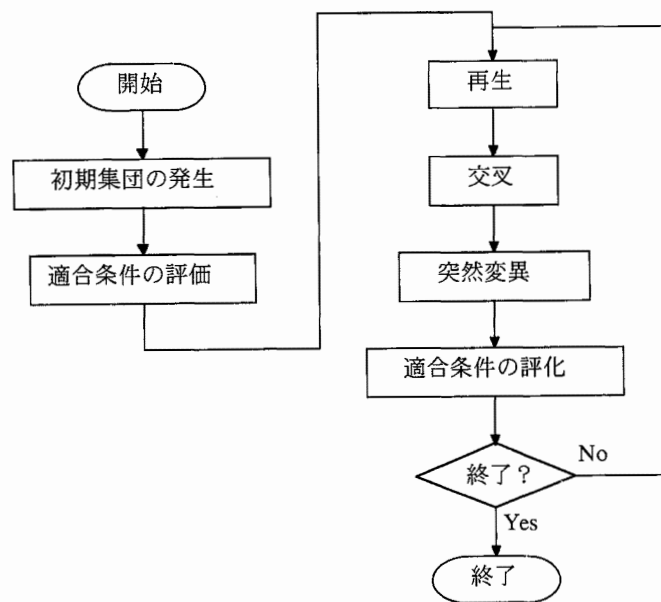 開始
初期集団の発生
適合条件の評価
再生
交叉
突然変異
適合条件の評化
終了？
No
Yes
終了